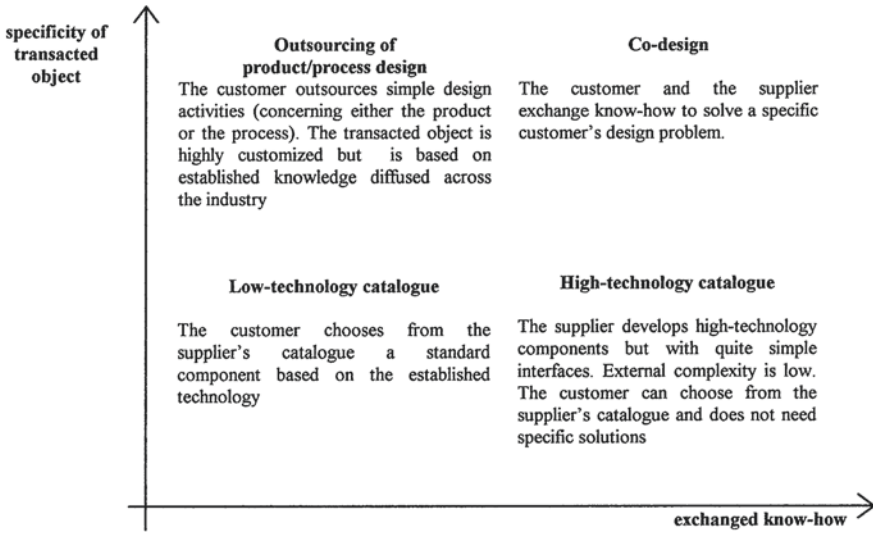 specificity of
transacted
object
Outsourcing of
product/process design
The customer outsources simple design
activities (concerning either the product
or the process). The transacted object is
highly customized but is based on
established knowledge diffused across
the industry
Co-design
The customer and the supplier
exchange know-how to solve a specific
customer's design problem.
Low-technology catalogue
The customer chooses from the
supplier's catalogue a standard
component based on the established
technology
High-technology catalogue
The supplier develops high-technology
components but with quite simple
interfaces. External complexity is low.
The customer can choose from the
supplier's catalogue and does not need
specific solutions
exchanged know-how